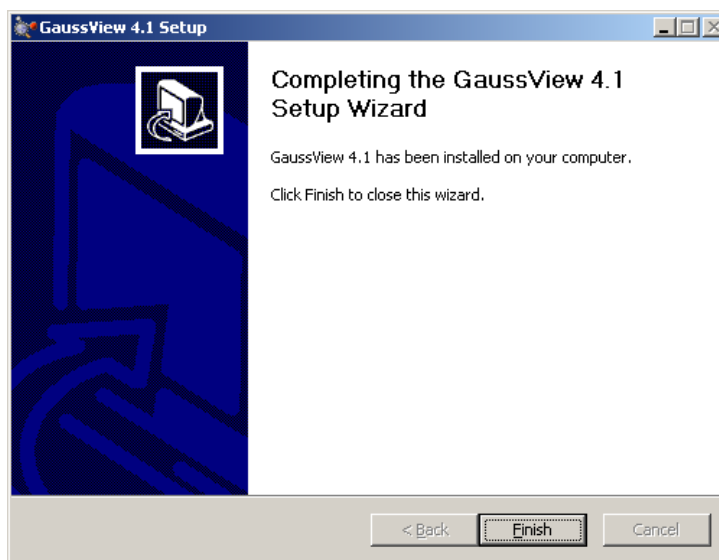 GaussView 4.1 Setup
Completing the GaussView 4.1
Setup Wizard
GaussView 4.1 has been installed on your computer.
Click Finish to close this wizard.
< Back
Finish
Cancel